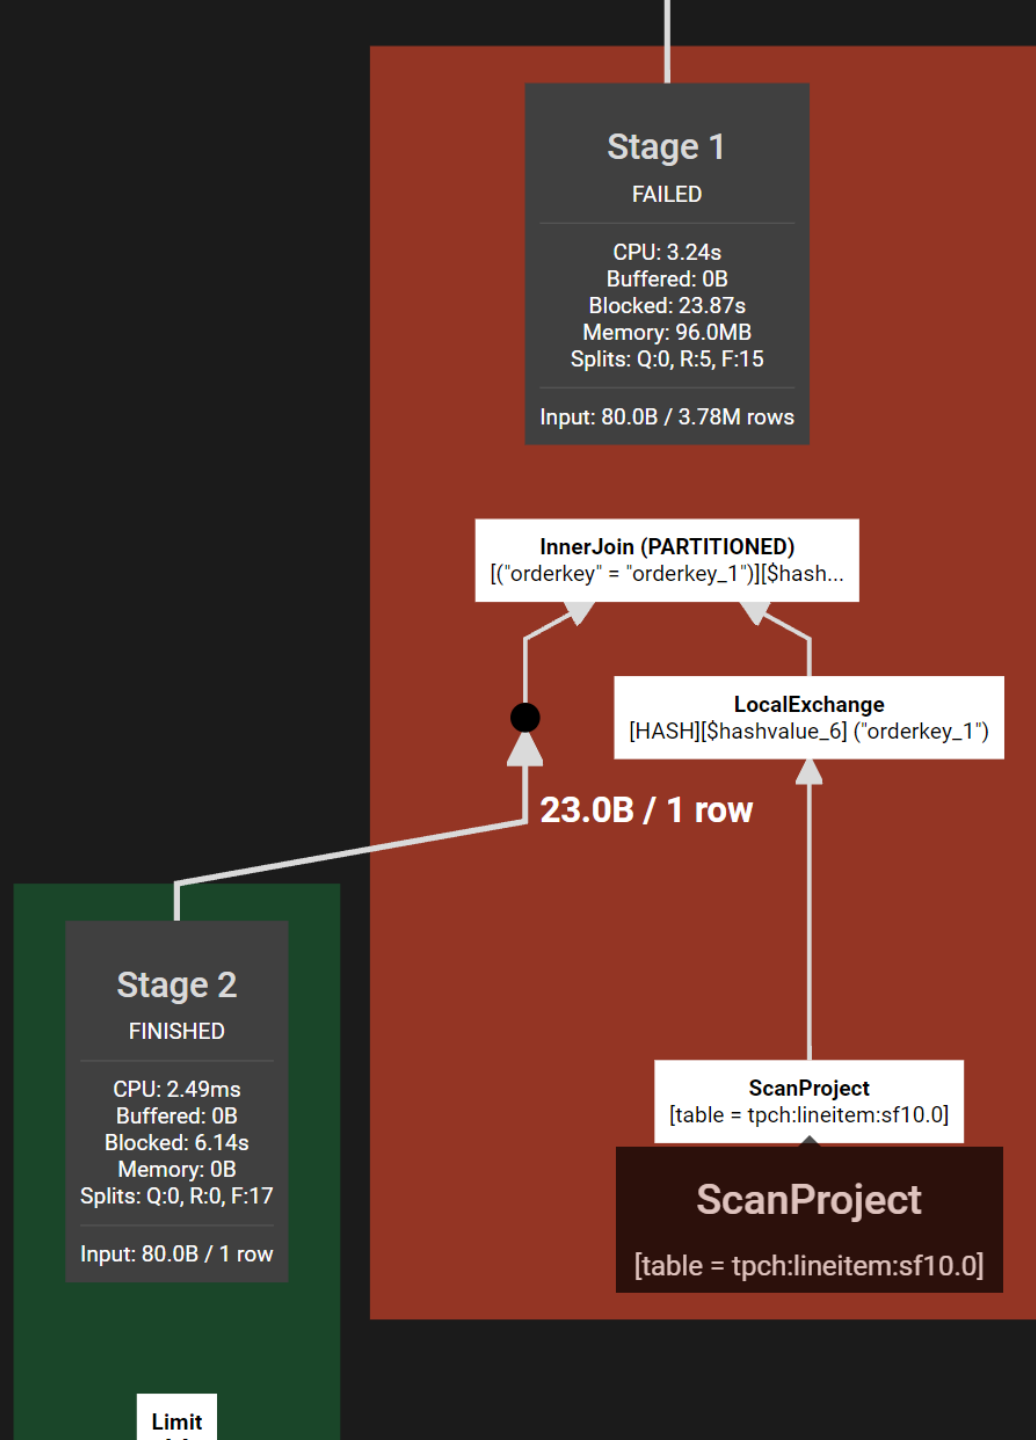 Stage 1
FAILED
CPU: 3.24s
Buffered: 0B
Blocked: 23.87s
Memory: 96.0MB
Splits: Q:0, R:5, F:15
Input: 80.0B / 3.78M rows
InnerJoin (PARTITIONED)
[("orderkey" = "orderkey_1")][$hash...
LocalExchange
[HASH][$hashvalue_6] ("orderkey_1")
23.0B / 1 row
Stage 2
FINISHED
CPU: 2.49ms
Buffered: 0B
Blocked: 6.14s
Memory: 0B
Splits: Q:0, R:0, F:17
Input: 80.0B / 1 row
ScanProject
[table = tpch:lineitem:sf10.0]
ScanProject
[table = tpch:lineitem:sf10.0]
Limit